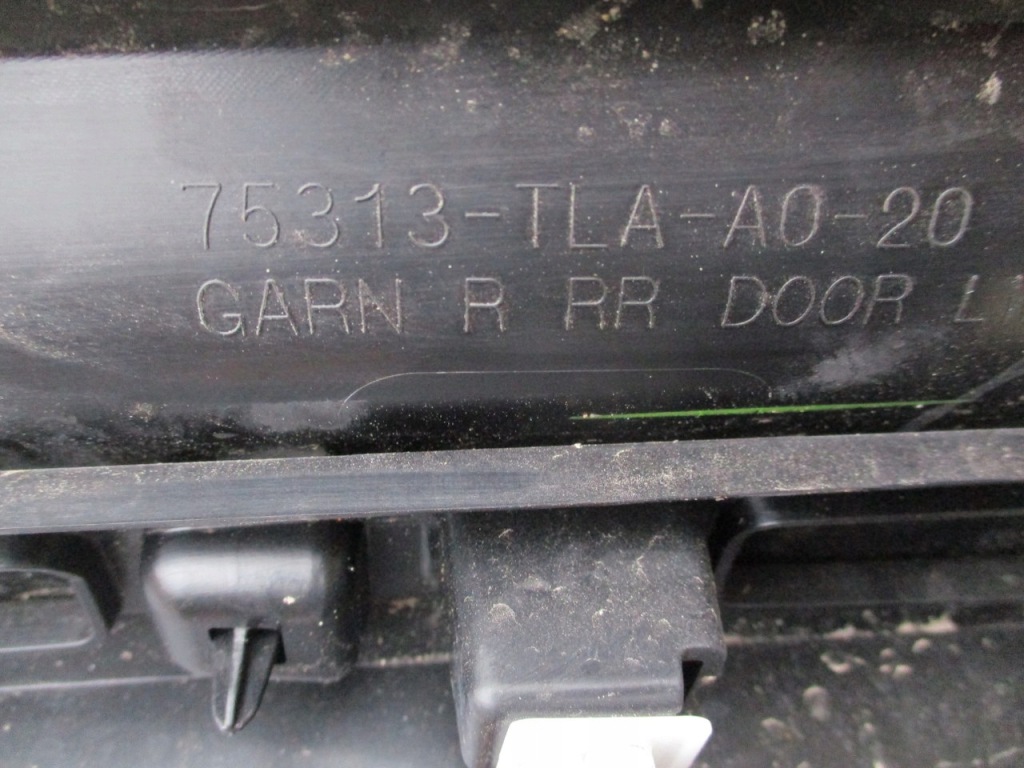 75313-TLA-A0-20
GARN R RR DOOR